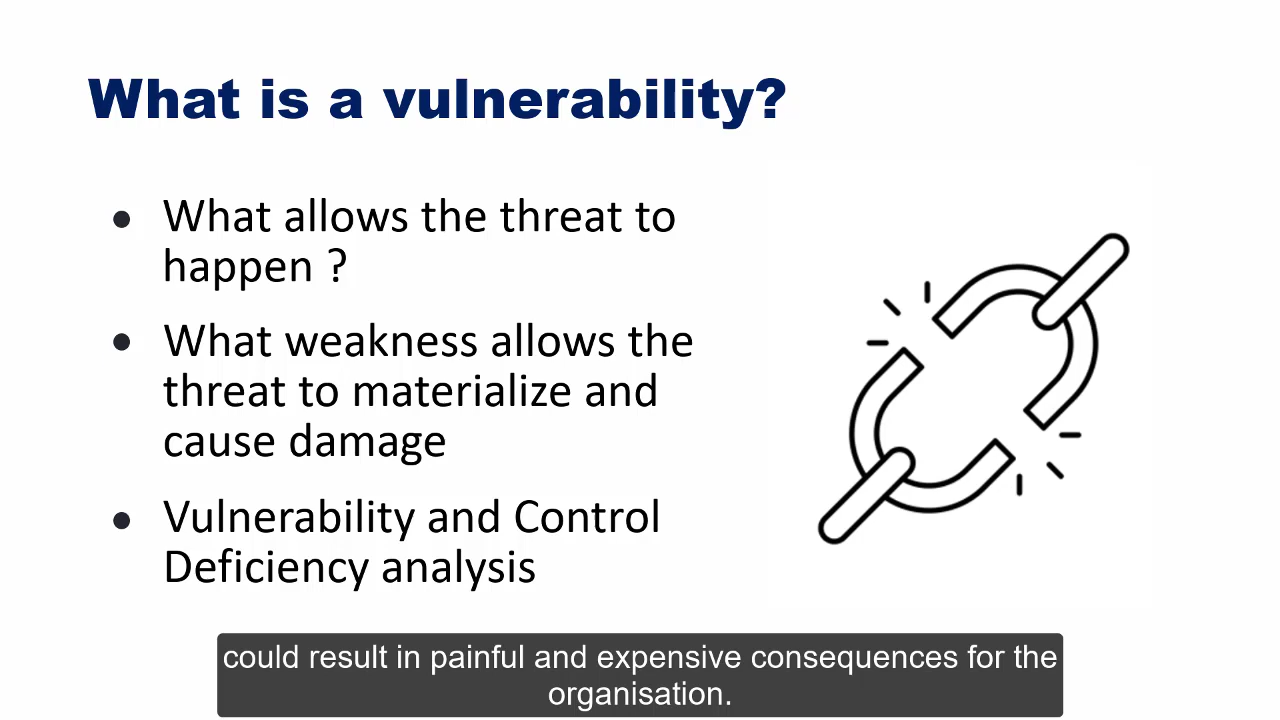 What is a vulnerability?
● What allows the threat to
happen ?
● What weakness allows the
threat to materialize and
cause damage
● Vulnerability and Control
Deficiency analysis
could result in painful and expensive consequences for the
organisation.